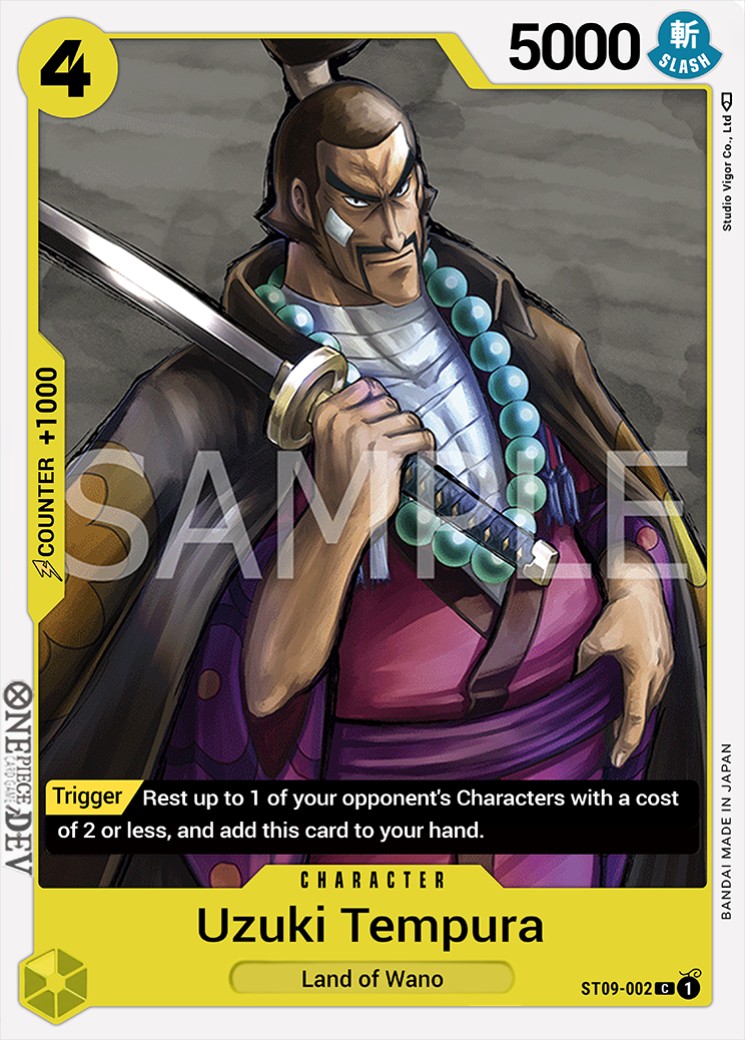 4
5000
斬
SLASH
Studio Vigor Co., Ltd
COUNTER +1000
SAMPLE
ONE PIECE
CARD GAME
/DEV
Trigger Rest up to 1 of your opponent's Characters with a cost
of 2 or less, and add this card to your hand.
CHARACTER
Uzuki Tempura
Land of Wano
ST09-002 C 1
BANDAI MADE IN JAPAN